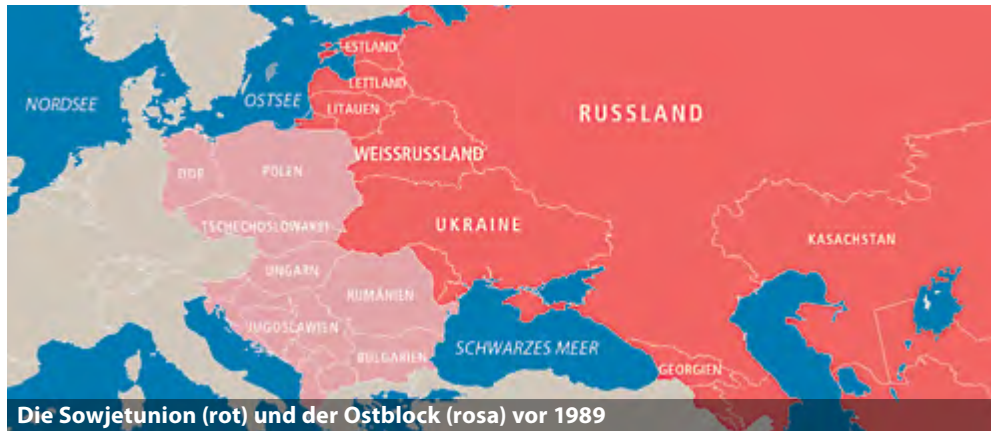 ESTLAND
LETTLAND
NORDSEE
OSTSEE
LITAUEN
RUSSLAND
WEISSRUSSLAND
DDR
POLEN
TSCHECHOSLOWAKEI
UKRAINE
KASACHSTAN
UNGARN
RUMÄNIEN
JUGOSLAWIEN
BULGARIEN
SCHWARZES MEER
GEORGIEN
Die Sowjetunion (rot) und der Ostblock (rosa) vor 1989